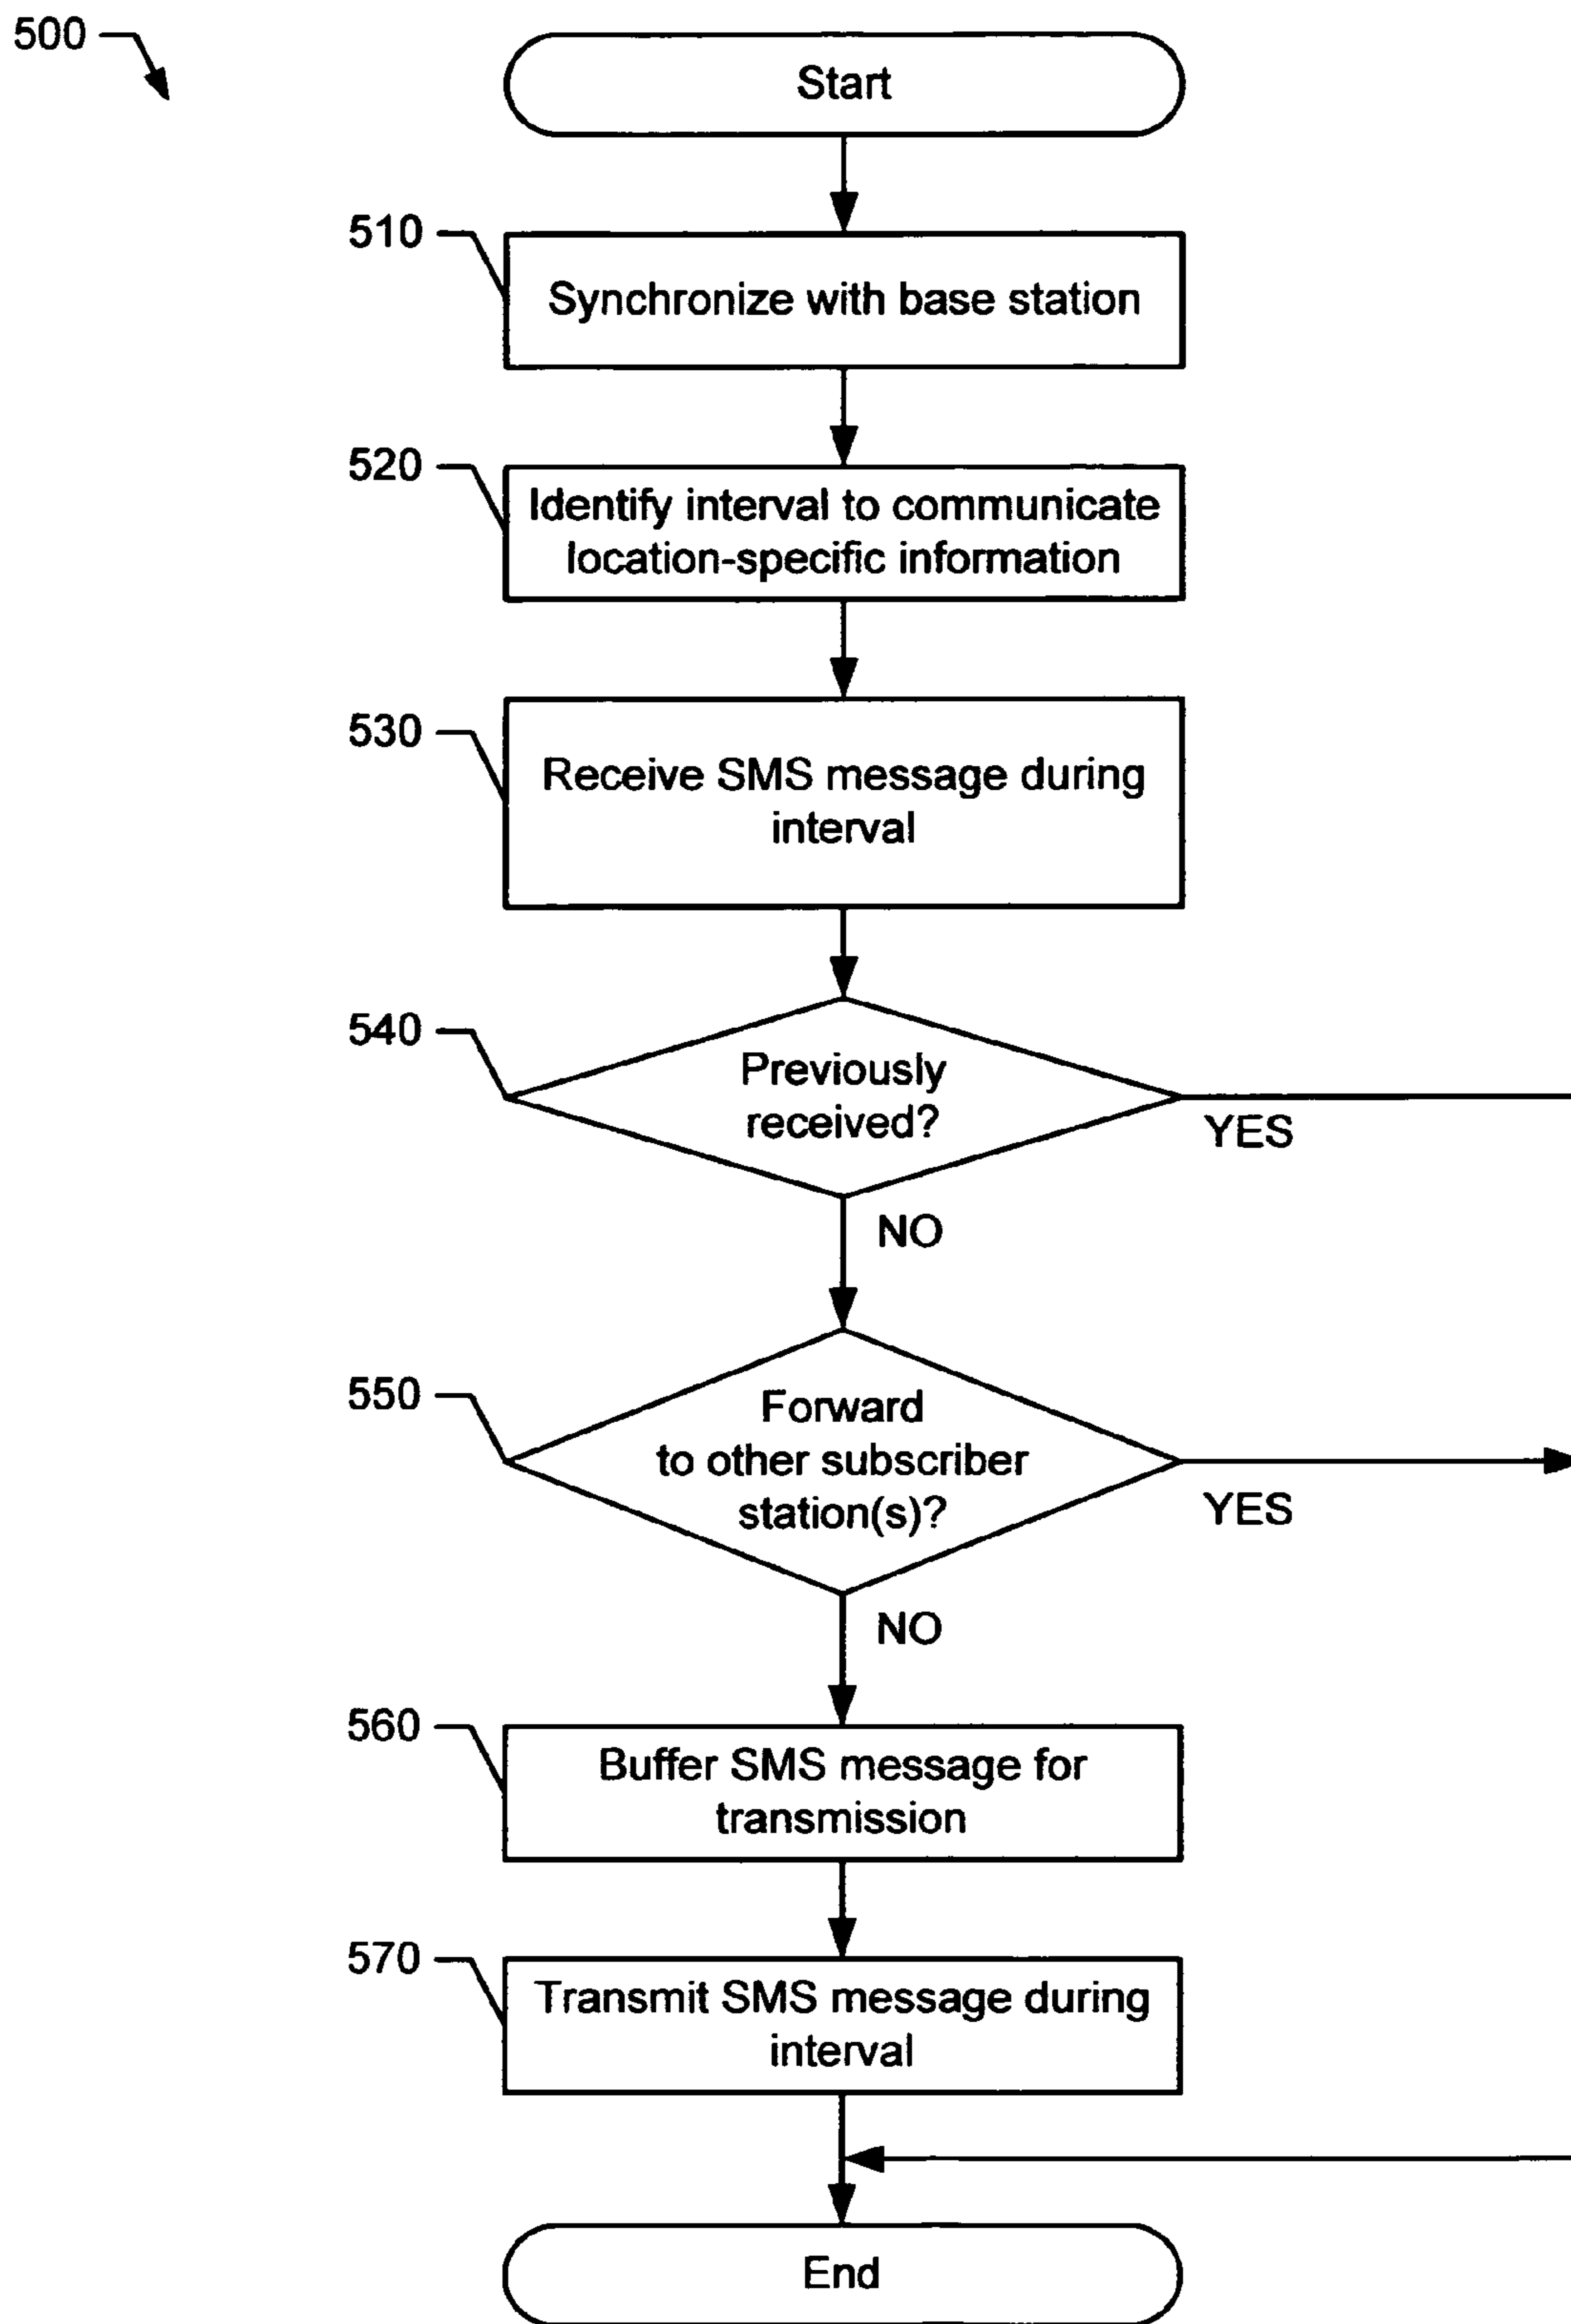 500
Start
510
Synchronize with base station
520
Identify interval to communicate
location-specific information
530
Receive SMS message during
interval
540
Previously
received?
YES
NO
550
Forward
to other subscriber
station(s)?
YES
NO
560
Buffer SMS message for
transmission
570
Transmit SMS message during
interval
End